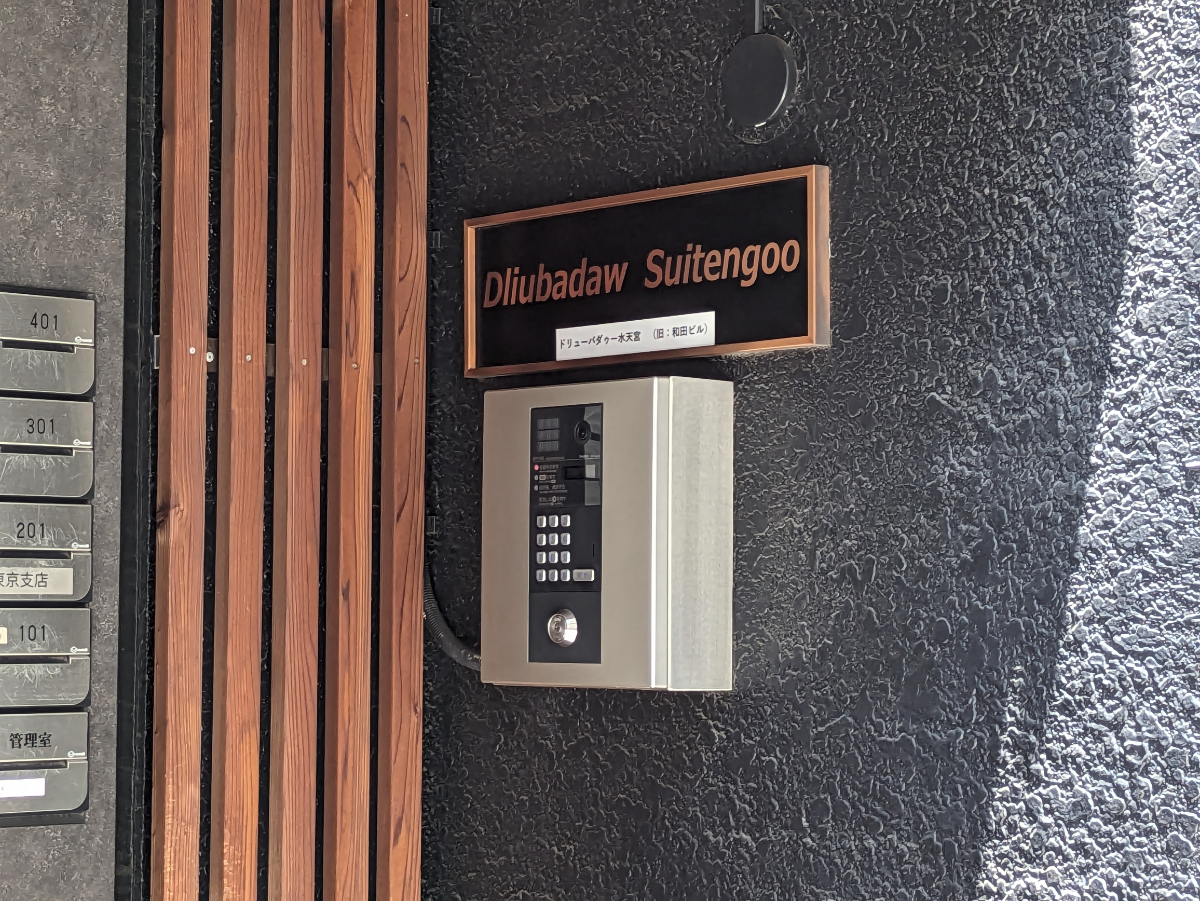 Dliubadaw Suitengoo
ドリューバダゥー水天宮 （旧：和田ビル）
401
301
201
東京支店
101
管理室